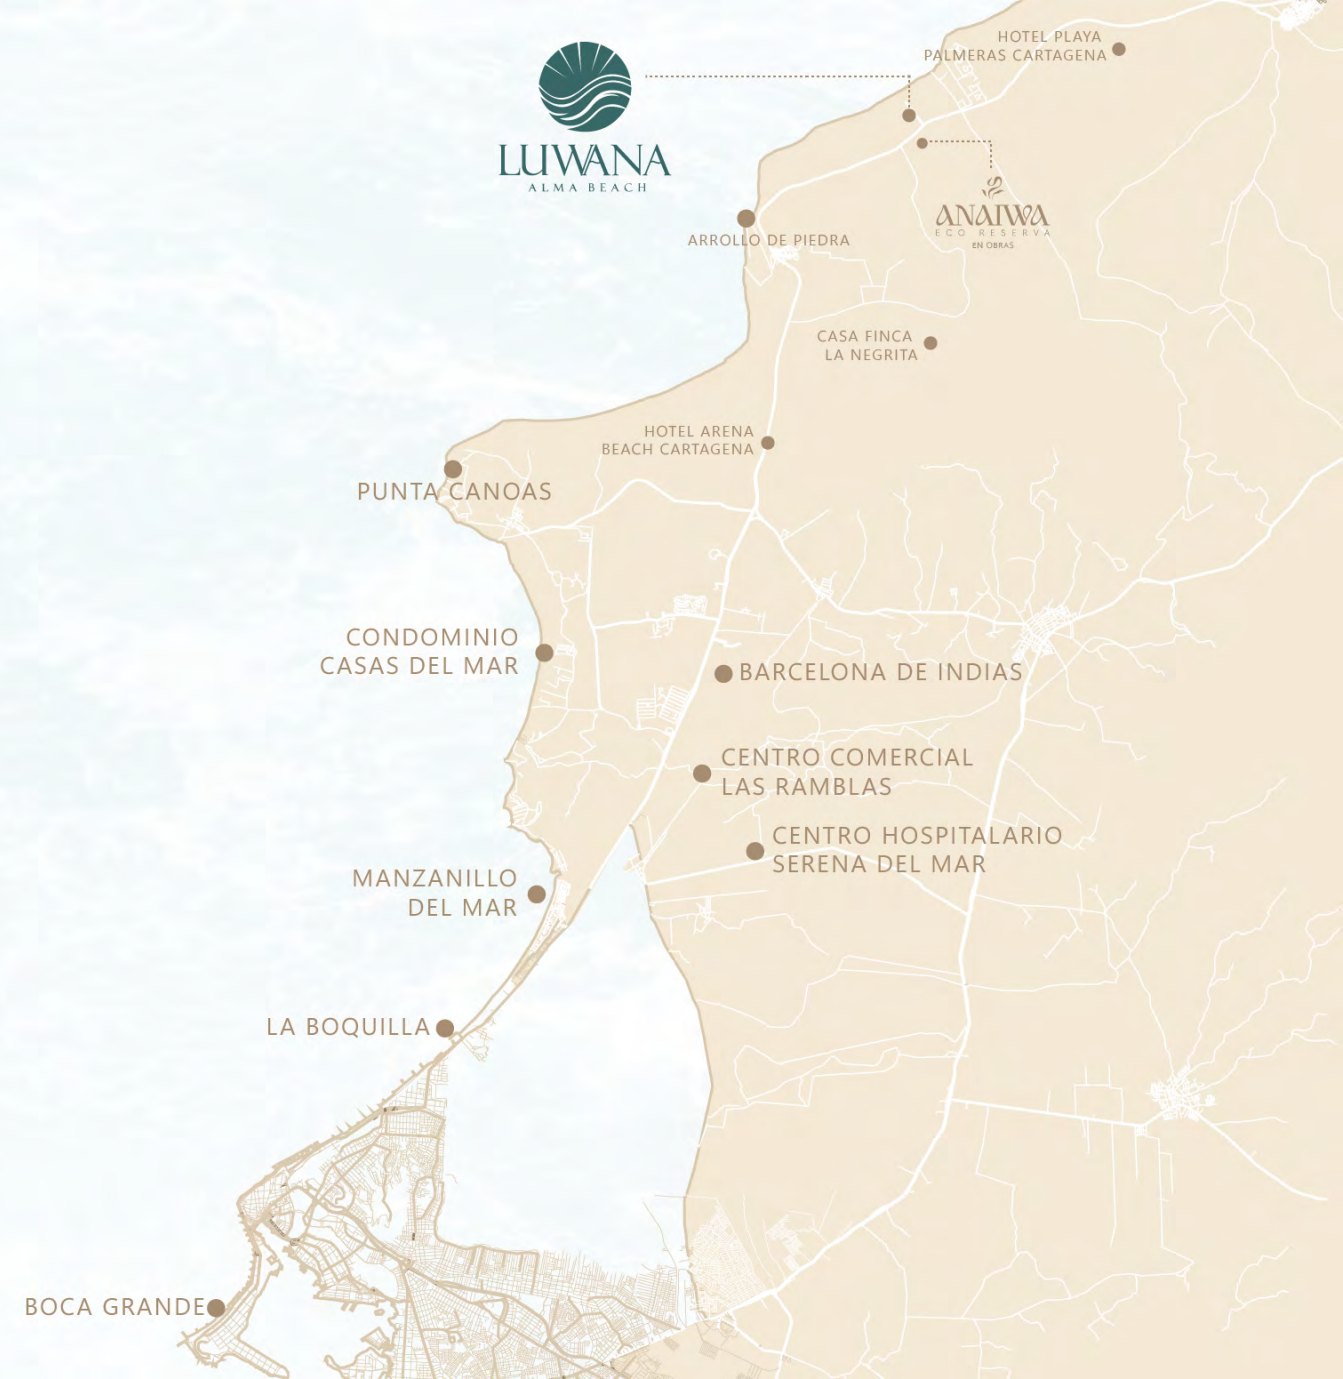 HOTEL PLAYA
PALMERAS CARTAGENA
LUWANA
ALMA BEACH
ANAIWA
ECO RESERVA
EN OBRAS
ARROLLO DE PIEDRA
CASA FINCA
LA NEGRITA
HOTEL ARENA
BEACH CARTAGENA
PUNTA CANOAS
CONDOMINIO
CASAS DEL MAR
BARCELONA DE INDIAS
CENTRO COMERCIAL
LAS RAMBLAS
CENTRO HOSPITALARIO
SERENA DEL MAR
MANZANILLO
DEL MAR
LA BOQUILLA
BOCA GRANDE